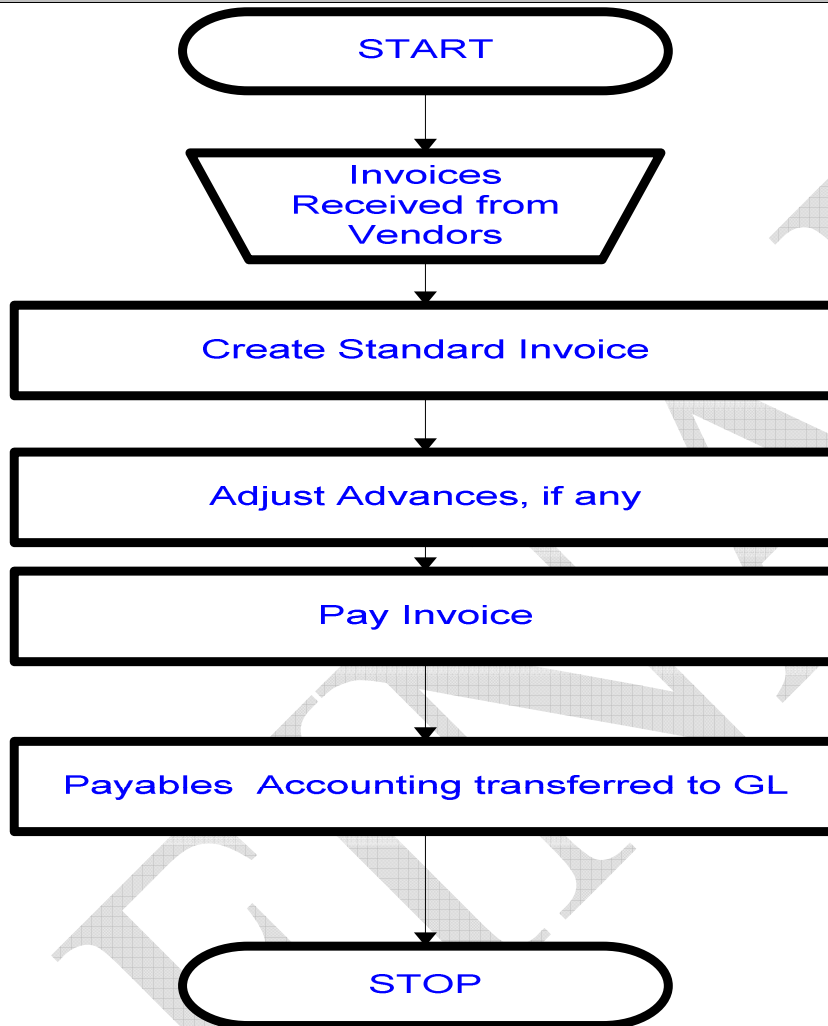 START
Invoices
Received from
Vendors
Create Standard Invoice
Adjust Advances, if any
Pay Invoice
Payables  Accounting transferred to GL
STOP